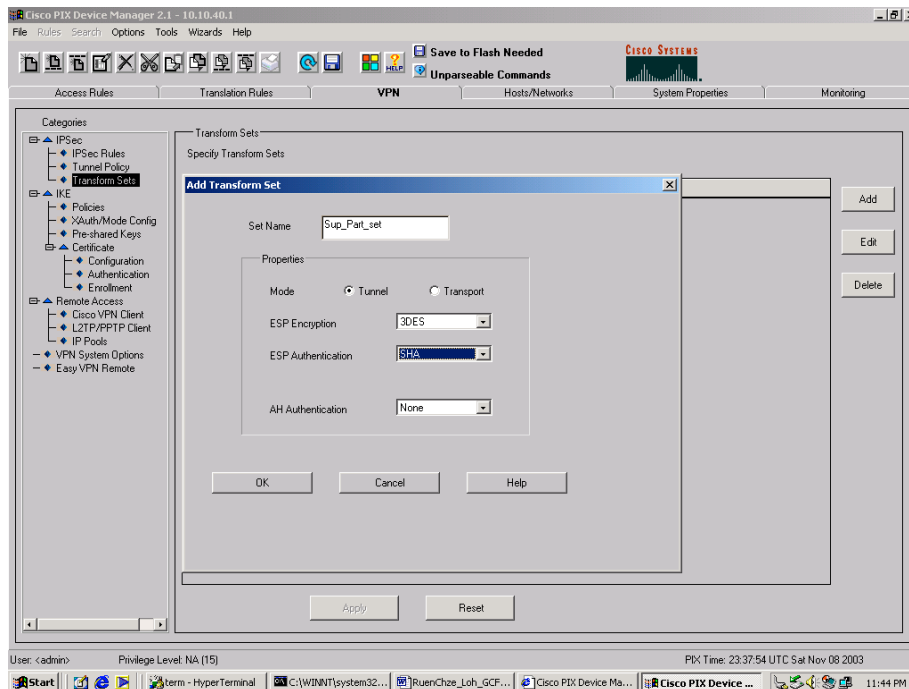 Cisco PIX Device Manager 2.1 - 10.10.40.1
File Rules Search Options Tools Wizards Help
Save to Flash Needed
Unparseable Commands
HELP
CISCO SYSTEMS
Access Rules Translation Rules VPN Hosts/Networks System Properties Monitoring
Categories
IPSec
IPSec Rules
Tunnel Policy
Transform Sets
IKE
Policies
XAuth/Mode Config
Pre-shared Keys
Certificate
Configuration
Authentication
Enrollment
Remote Access
Cisco VPN Client
L2TP/PPTP Client
IP Pools
VPN System Options
Easy VPN Remote
Transform Sets
Specify Transform Sets
Add Transform Set
Set Name Sup_Part_set
Properties
Mode Tunnel Transport
ESP Encryption 3DES
ESP Authentication SHA
AH Authentication None
OK Cancel Help
Add
Edit
Delete
Apply Reset
User: <admin> Privilege Level: NA (15) PIX Time: 23:37:54 UTC Sat Nov 08 2003
Start term - HyperTerminal C:\WINNT\system32... RuenChze_Loh_GCF... Cisco PIX Device Ma... Cisco PIX Device ... 11:44 PM